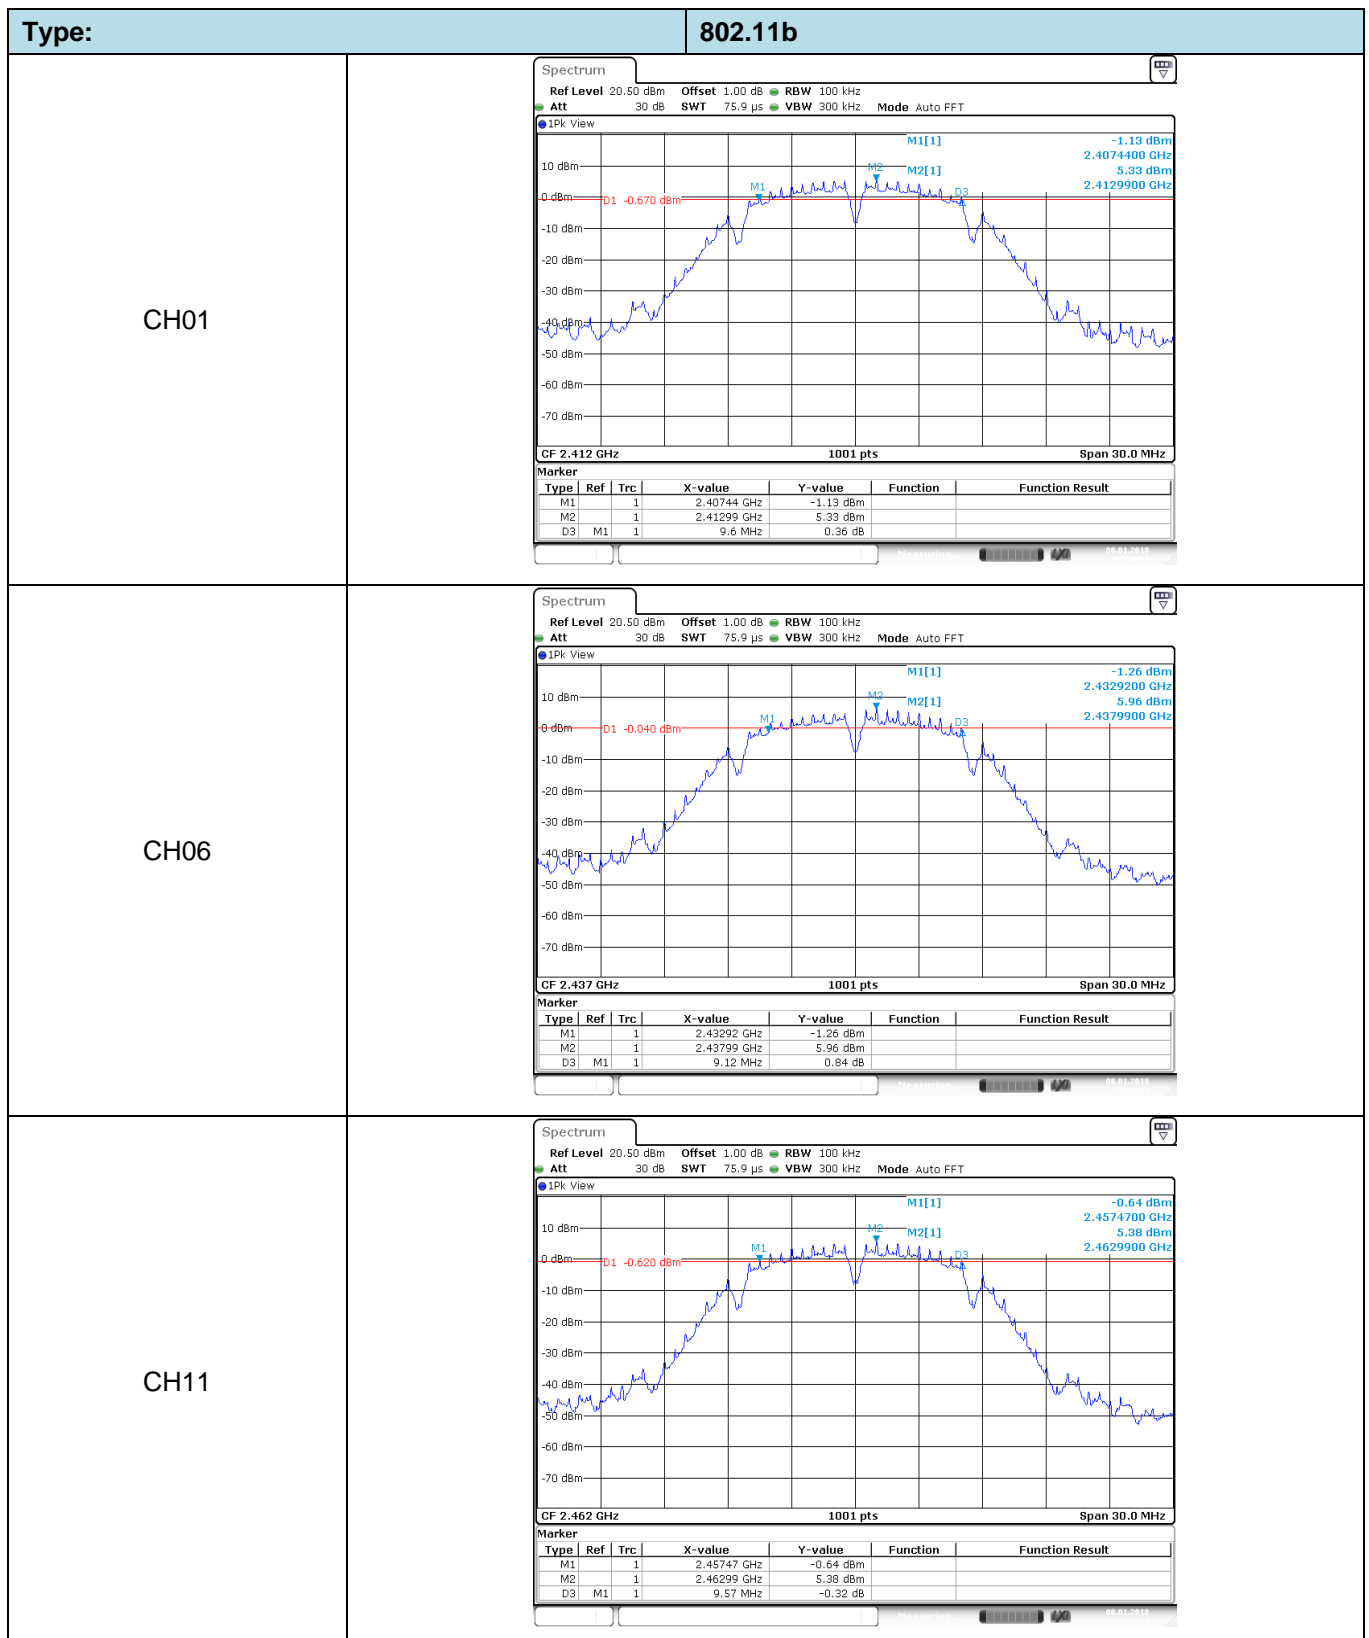 Type: 802.11b
CH01
Spectrum
Ref Level 20.50 dBm Offset 1.00 dB RBW 100 kHz
Att 30 dB SWT 75.9 µs VBW 300 kHz Mode Auto FFT
1Pk View
M1[1] -1.13 dBm
2.4074400 GHz
M2[1] 5.33 dBm
2.4129900 GHz
10 dBm
M2
M1
D3
0 dBm
D1 -0.670 dBm
-10 dBm
-20 dBm
-30 dBm
-40 dBm
-50 dBm
-60 dBm
-70 dBm
CF 2.412 GHz 1001 pts Span 30.0 MHz
Marker
Type Ref Trc X-value Y-value Function Function Result
M1 1 2.40744 GHz -1.13 dBm
M2 1 2.41299 GHz 5.33 dBm
D3 M1 1 9.6 MHz 0.36 dB
Measuring... 08.01.2018
CH06
Spectrum
Ref Level 20.50 dBm Offset 1.00 dB RBW 100 kHz
Att 30 dB SWT 75.9 µs VBW 300 kHz Mode Auto FFT
1Pk View
M1[1] -1.26 dBm
2.4329200 GHz
M2[1] 5.96 dBm
2.4379900 GHz
10 dBm
M2
M1
D3
0 dBm
D1 -0.040 dBm
-10 dBm
-20 dBm
-30 dBm
-40 dBm
-50 dBm
-60 dBm
-70 dBm
CF 2.437 GHz 1001 pts Span 30.0 MHz
Marker
Type Ref Trc X-value Y-value Function Function Result
M1 1 2.43292 GHz -1.26 dBm
M2 1 2.43799 GHz 5.96 dBm
D3 M1 1 9.12 MHz 0.84 dB
Measuring... 08.01.2018
CH11
Spectrum
Ref Level 20.50 dBm Offset 1.00 dB RBW 100 kHz
Att 30 dB SWT 75.9 µs VBW 300 kHz Mode Auto FFT
1Pk View
M1[1] -0.64 dBm
2.4574700 GHz
M2[1] 5.38 dBm
2.4629900 GHz
10 dBm
M2
M1
D3
0 dBm
D1 -0.620 dBm
-10 dBm
-20 dBm
-30 dBm
-40 dBm
-50 dBm
-60 dBm
-70 dBm
CF 2.462 GHz 1001 pts Span 30.0 MHz
Marker
Type Ref Trc X-value Y-value Function Function Result
M1 1 2.45747 GHz -0.64 dBm
M2 1 2.46299 GHz 5.38 dBm
D3 M1 1 9.57 MHz -0.32 dB
Measuring... 08.01.2018